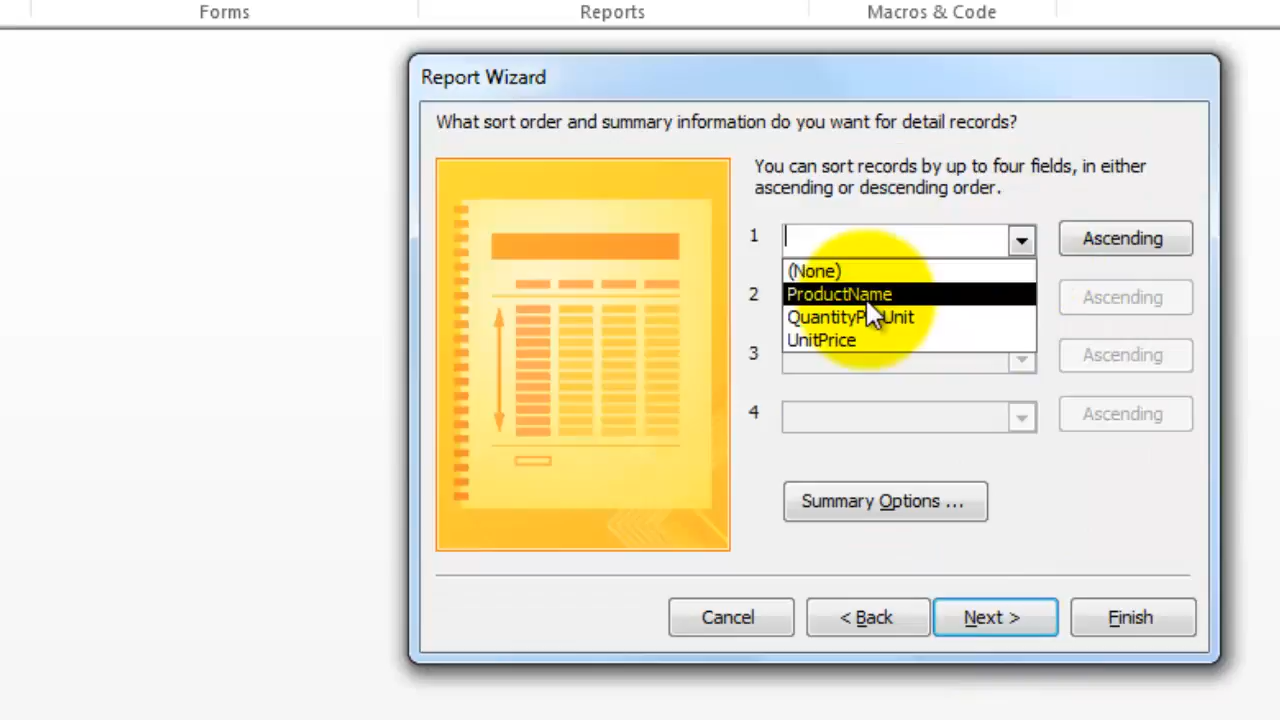 Forms
Reports
Macros & Code
Report Wizard
What sort order and summary information do you want for detail records?
You can sort records by up to four fields, in either
ascending or descending order.
1
Ascending
(None)
2
ProductName
Ascending
UnitPrice
3
Ascending
4
Ascending
Summary Options ...
Cancel
< Back
Next >
Finish